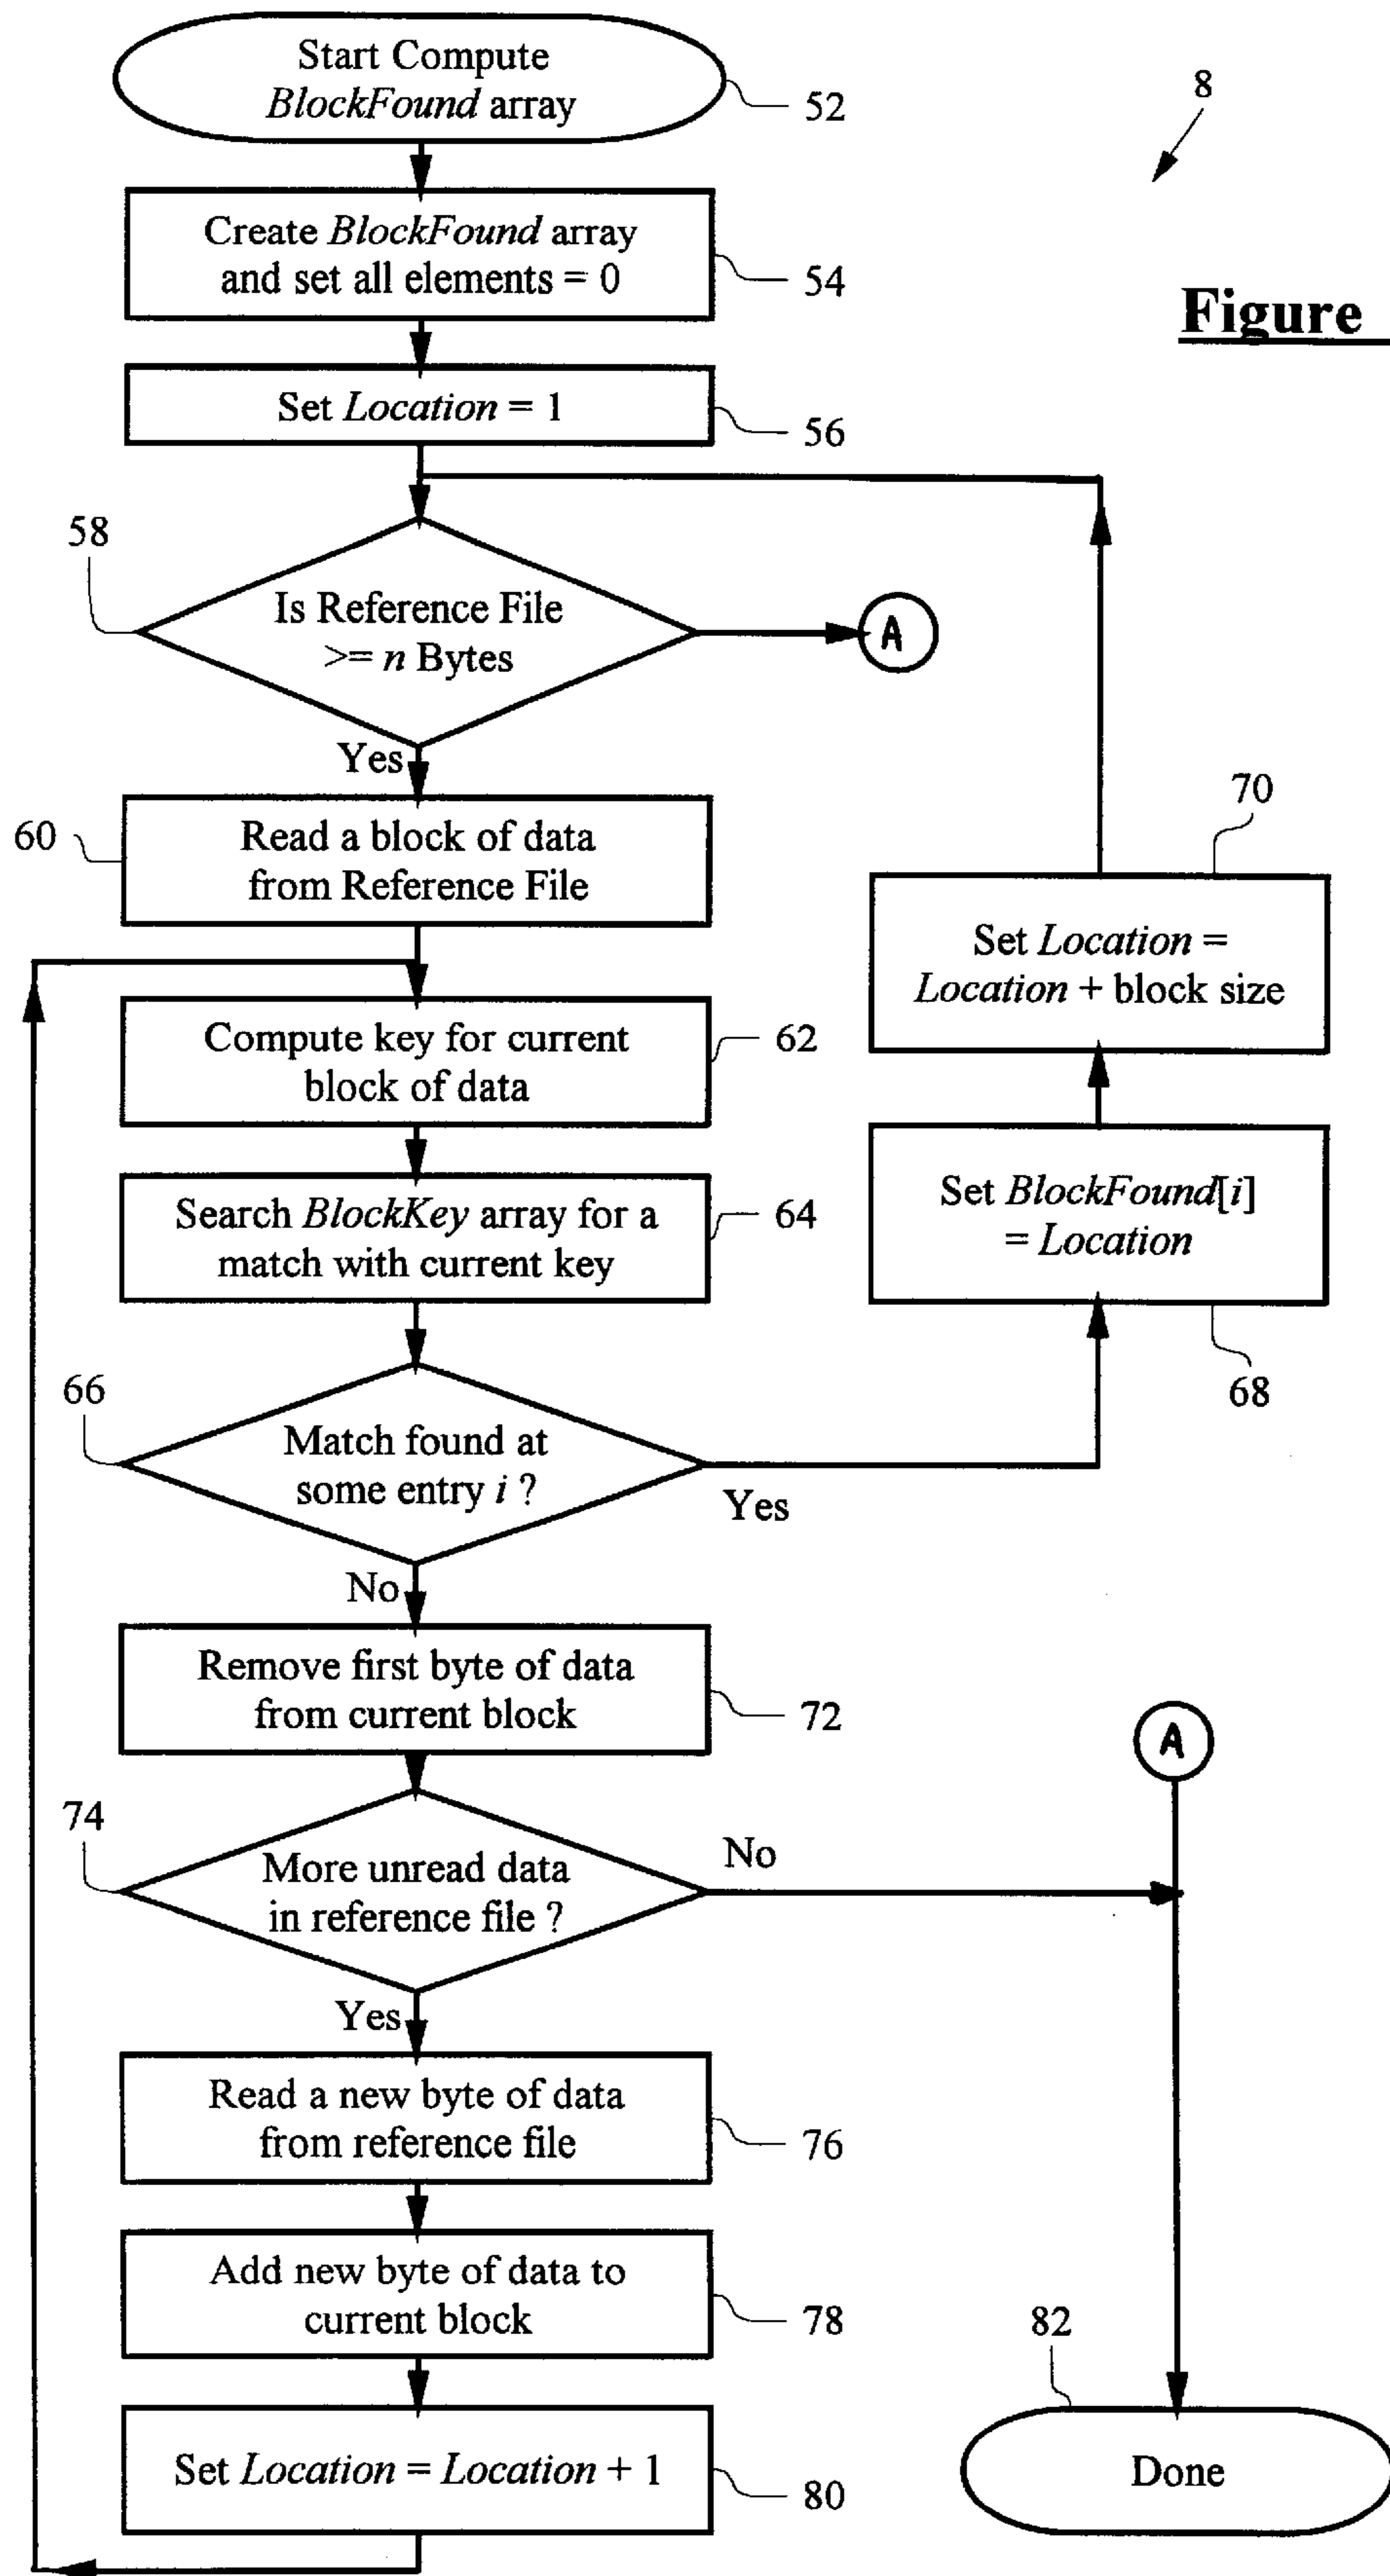 Start Compute
BlockFound array
52
8
Create BlockFound array
and set all elements = 0
54
Figure
Set Location = 1
56
58
Is Reference File
>= n Bytes
A
Yes
60
Read a block of data
from Reference File
70
Set Location =
Location + block size
Compute key for current
block of data
62
Search BlockKey array for a
match with current key
64
Set BlockFound[i]
= Location
68
66
Match found at
some entry i ?
Yes
No
Remove first byte of data
from current block
72
A
74
More unread data
in reference file ?
No
Yes
Read a new byte of data
from reference file
76
Add new byte of data to
current block
78
82
Set Location = Location + 1
80
Done